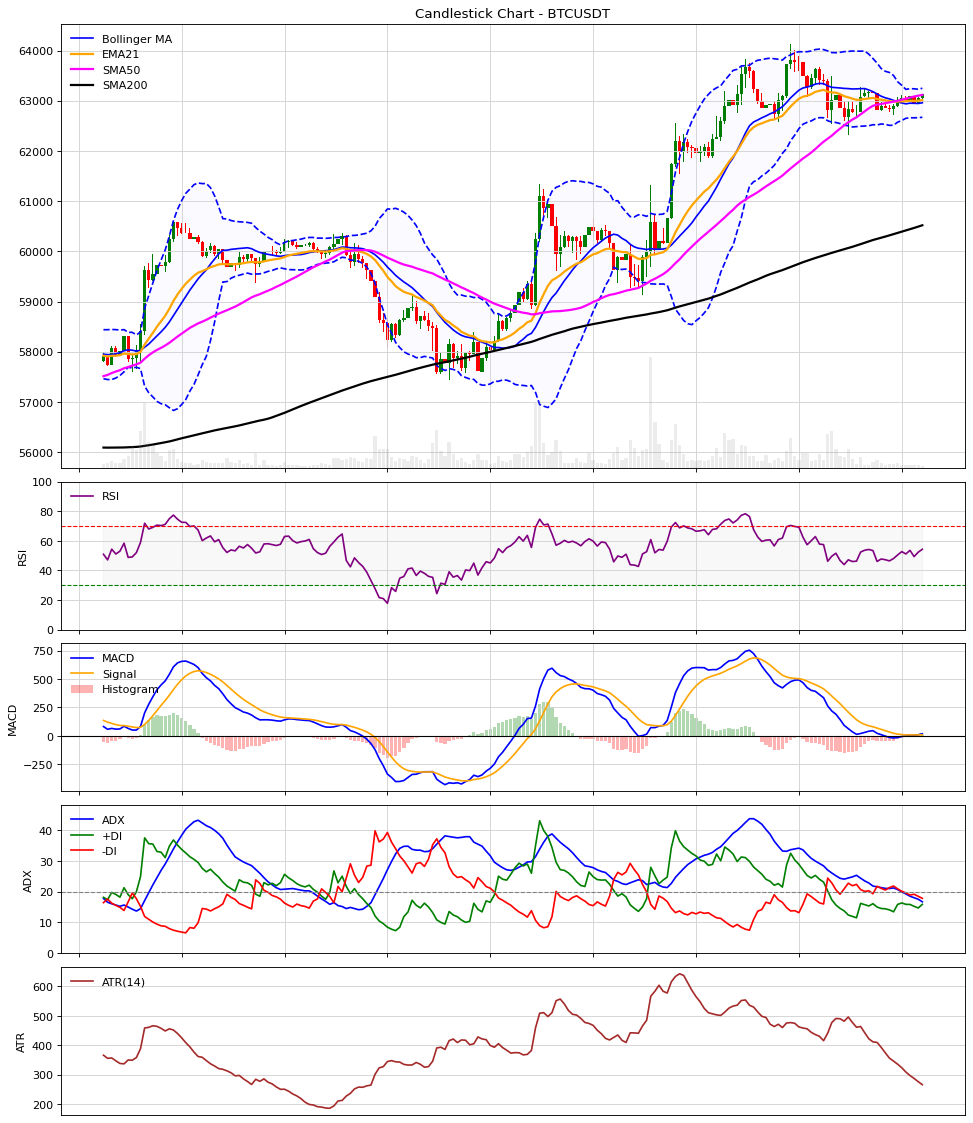 Candlestick Chart - BTCUSDT
Bollinger MA
EMA21
SMA50
SMA200
64000
63000
62000
61000
60000
59000
58000
57000
56000
RSI
RSI
100
80
60
40
20
0
MACD
Signal
Histogram
MACD
750
500
250
0
−250
ADX
+DI
-DI
ADX
40
30
20
10
0
ATR(14)
ATR
600
500
400
300
200